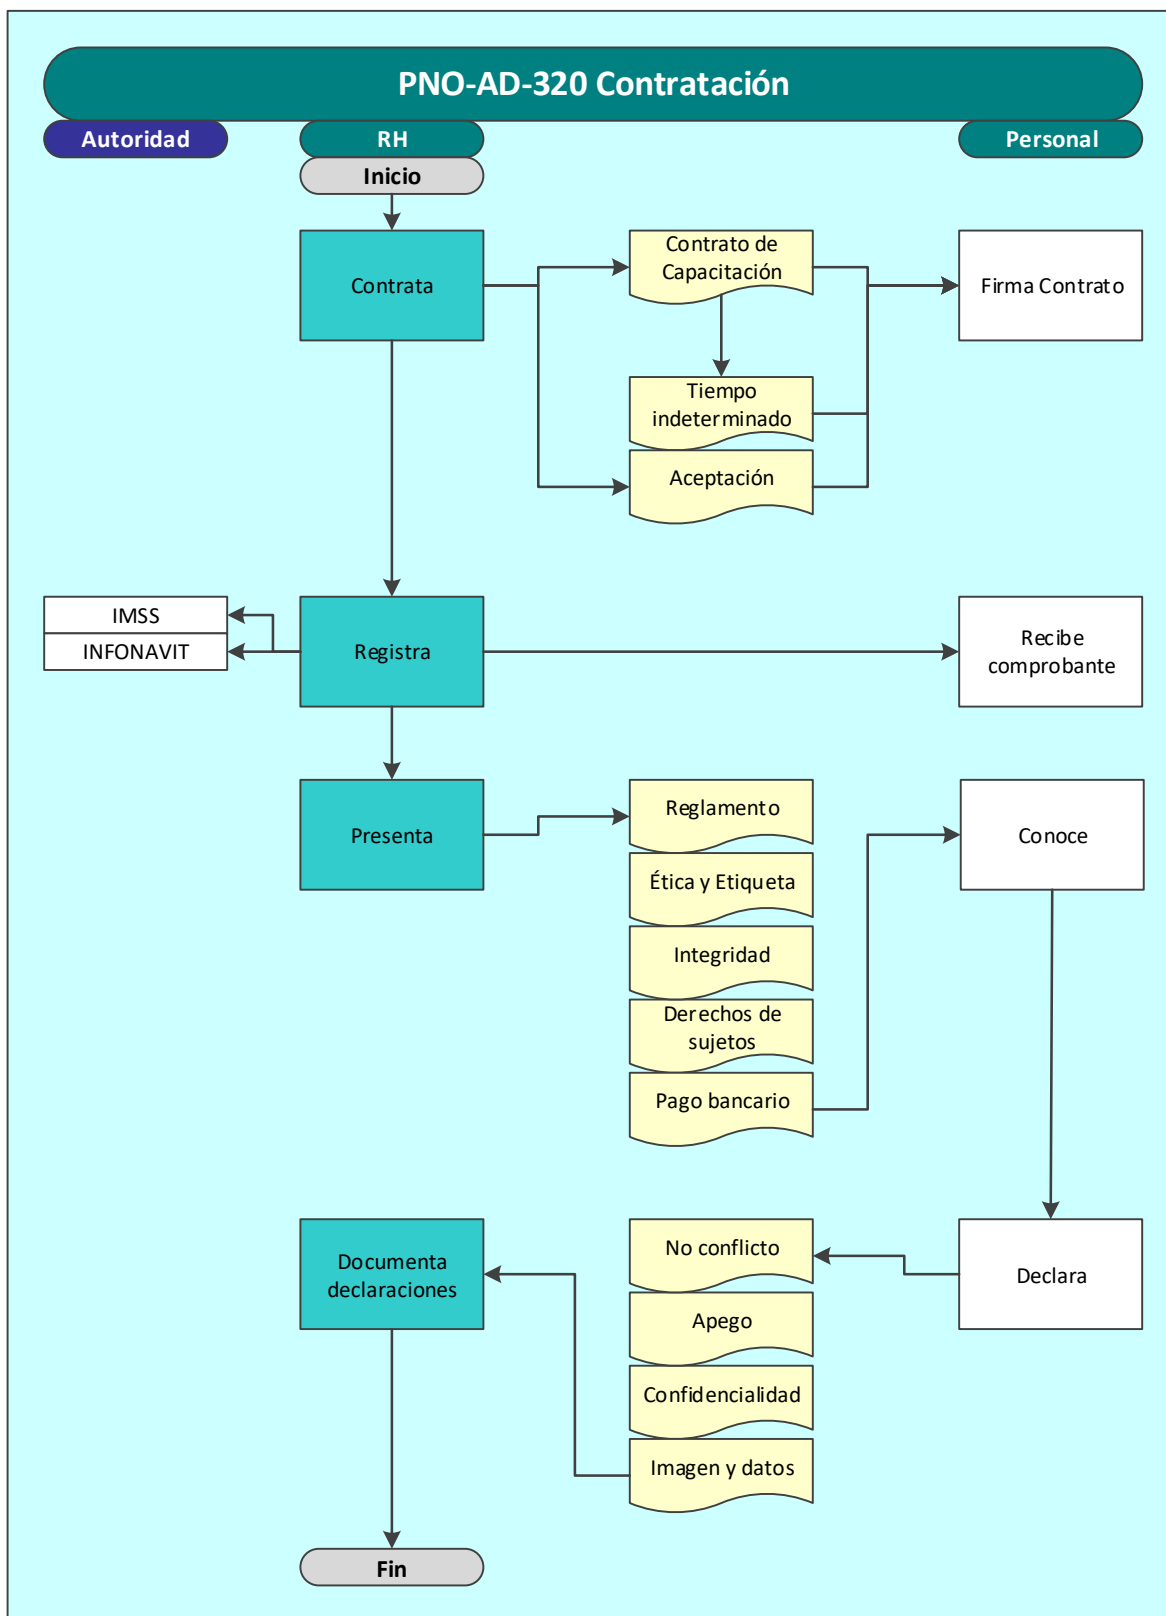 PNO-AD-320 Contratación
Autoridad
RH
Personal
Inicio
Contrata
Contrato de
Capacitación
Firma Contrato
Tiempo
indeterminado
Aceptación
IMSS
INFONAVIT
Registra
Recibe
comprobante
Presenta
Reglamento
Conoce
Ética y Etiqueta
Integridad
Derechos de
sujetos
Pago bancario
Documenta
declaraciones
No conflicto
Declara
Apego
Confidencialidad
Imagen y datos
Fin